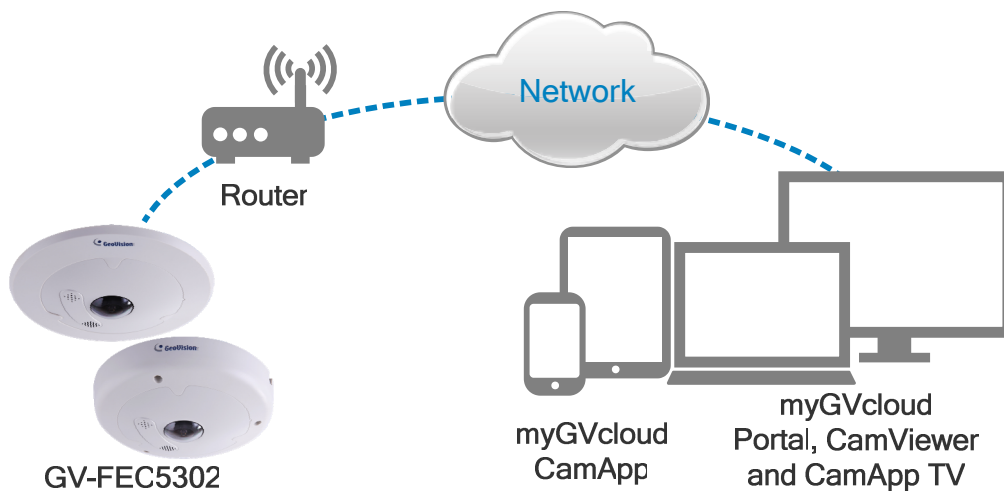 Network
Router
GeoVision
GeoVision
GV-FEC5302
myGVcloud
CamApp
myGVcloud
Portal, CamViewer
and CamApp TV